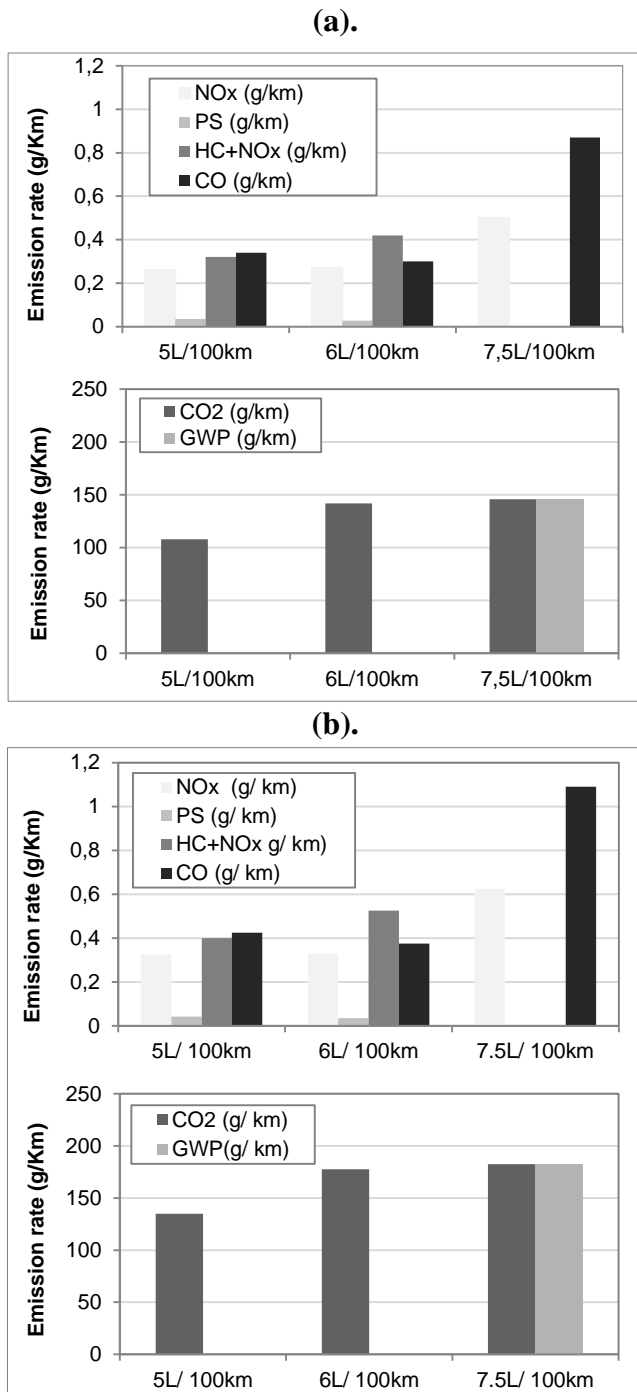 (a).
Emission rate (g/Km)
1,2
1
0,8
0,6
0,4
0,2
0
NOx (g/km)
PS (g/km)
HC+NOx (g/km)
CO (g/km)
5L/100km 6L/100km 7,5L/100km
Emission rate (g/Km)
250
200
150
100
50
0
CO2 (g/km)
GWP (g/km)
5L/100km 6L/100km 7,5L/100km
(b).
Emission rate (g/Km)
1,2
1
0,8
0,6
0,4
0,2
0
NOx (g/ km)
PS (g/ km)
HC+NOx g/ km)
CO (g/ km)
5L/ 100km 6L/ 100km 7.5L/ 100km
Emission rate (g/Km)
250
200
150
100
50
0
CO2 (g/ km)
GWP(g/ km)
5L/ 100km 6L/ 100km 7.5L/ 100km